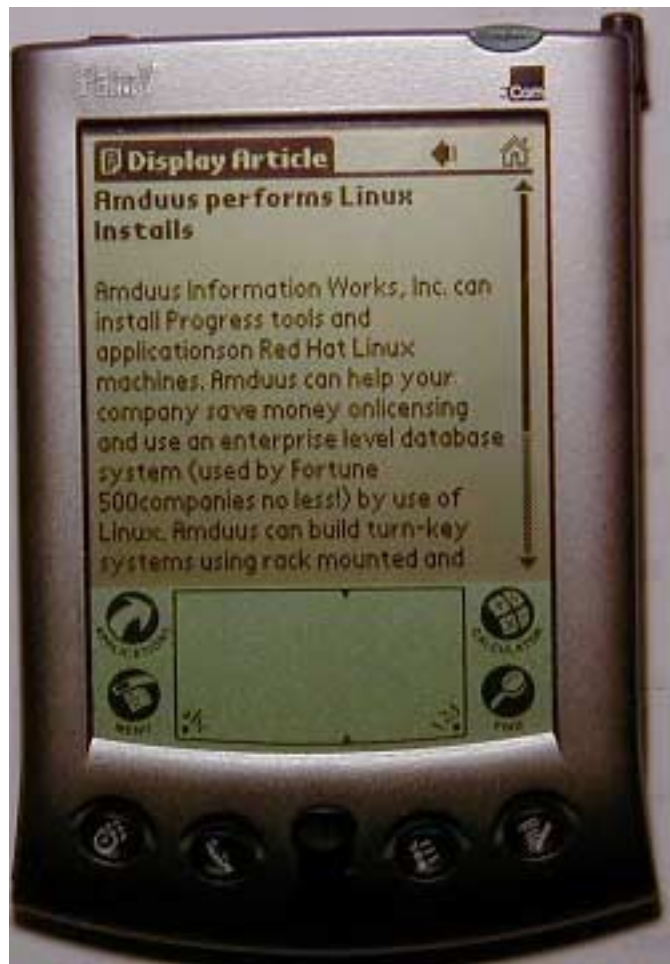 Palm V
3Com
Display Article
Amduus performs Linux
Installs
Amduus Information Works, Inc. can
install Progress tools and
applicationson Red Hat Linux
machines. Amduus can help your
company save money onlicensing
and use an enterprise level database
system (used by Fortune
500companies no less!) by use of
Linux. Amduus can build turn-key
systems using rack mounted and
APPLICATIONS
CALCULATOR
MENU
FIND